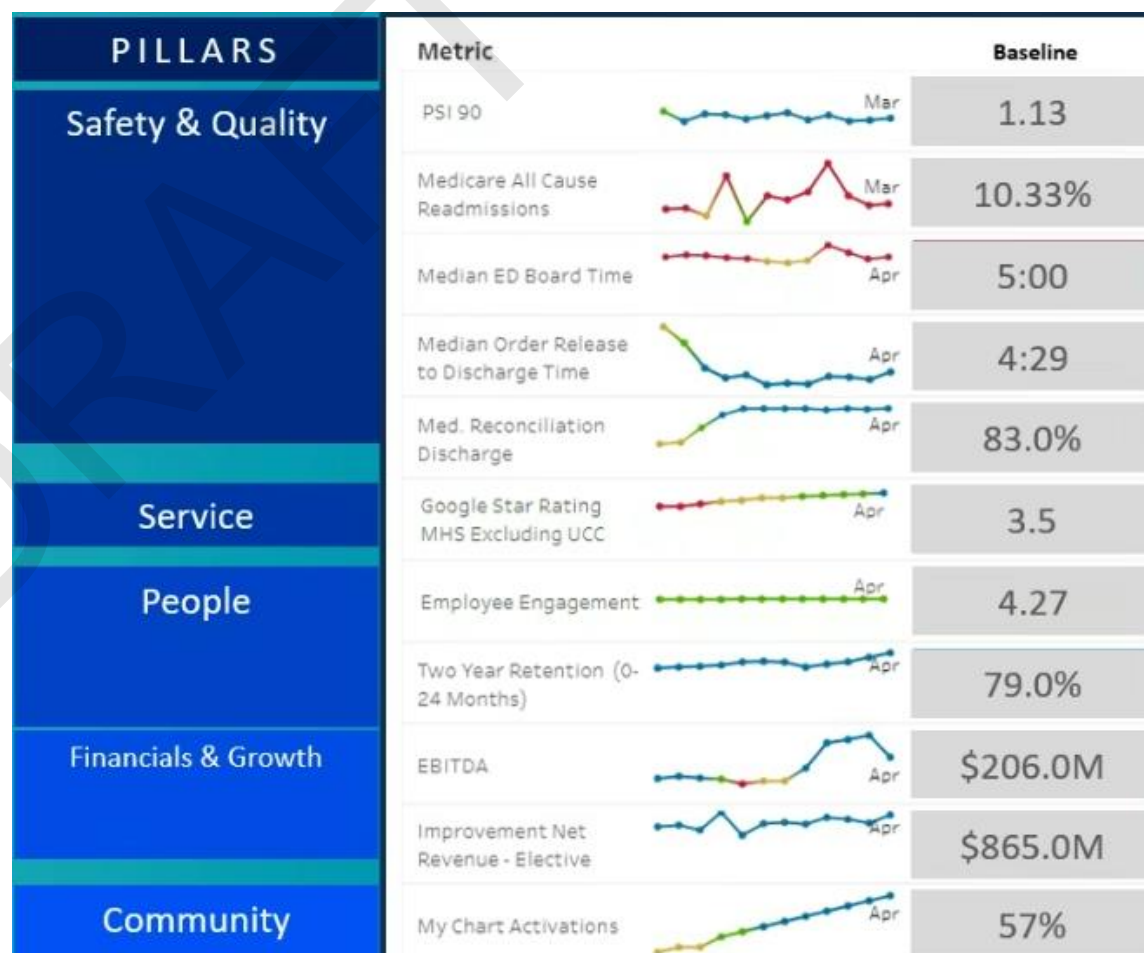 PILLARS
Metric
Baseline
Safety & Quality
PSI 90
Mar
1.13
Medicare All Cause
Readmissions
Mar
10.33%
Median ED Board Time
Apr
5:00
Median Order Release
to Discharge Time
Apr
4:29
Med. Reconciliation
Discharge
Apr
83.0%
Service
Google Star Rating
MHS Excluding UCC
Apr
3.5
People
Employee Engagement
Apr
4.27
Two Year Retention (0-
24 Months)
Apr
79.0%
Financials & Growth
EBITDA
Apr
$206.0M
Improvement Net
Revenue - Elective
Apr
$865.0M
Community
My Chart Activations
Apr
57%
DRAFT